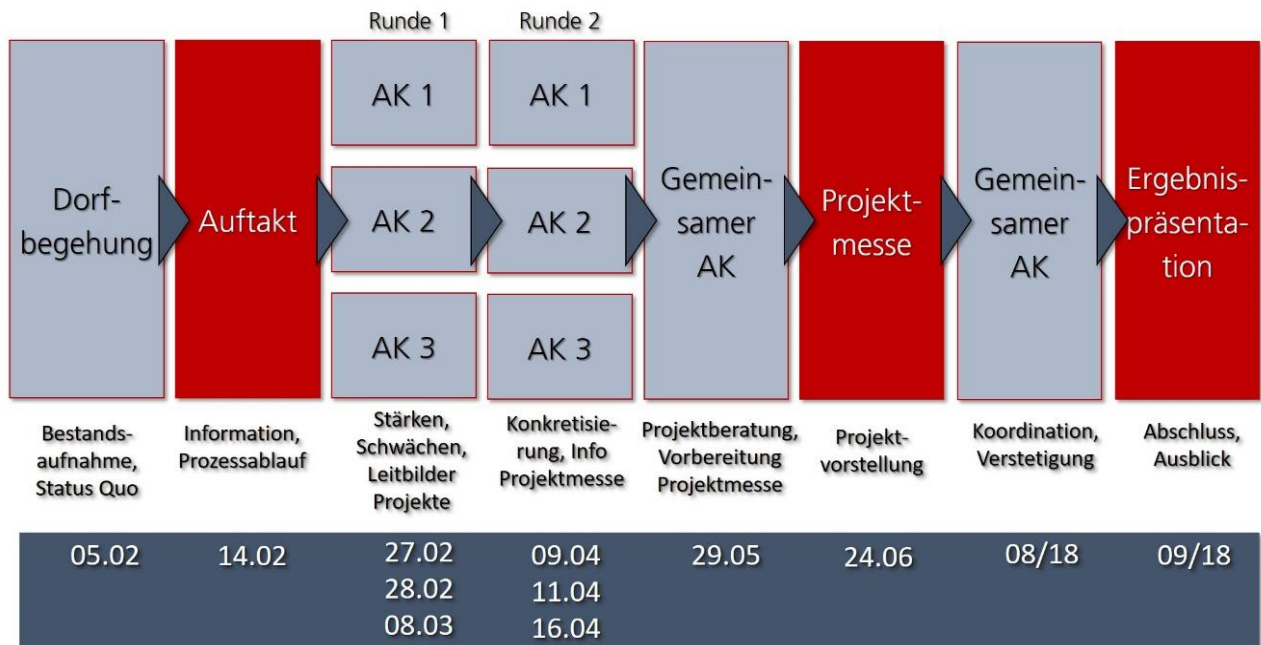 Runde 1
Runde 2
Dorf-
begehung
Auftakt
AK 1
AK 2
AK 3
AK 1
AK 2
AK 3
Gemein-
samer
AK
Projekt-
messe
Gemein-
samer
AK
Ergebnis-
präsenta-
tion
Bestands-
aufnahme,
Status Quo
Information,
Prozessablauf
Stärken,
Schwächen,
Leitbilder
Projekte
Konkretisie-
rung, Info
Projektmesse
Projektberatung,
Vorbereitung
Projektmesse
Projekt-
vorstellung
Koordination,
Verstetigung
Abschluss,
Ausblick
05.02
14.02
27.02
28.02
08.03
09.04
11.04
16.04
29.05
24.06
08/18
09/18